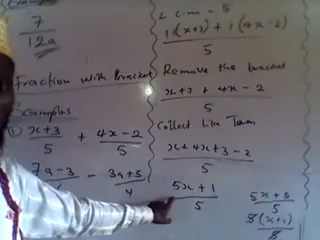 7
12a
Fraction with Bracket
Examples
① x+3/5 + 4x-2/5
7a-3 - 3a+5/4
L c m = 5
1(x+3) + 1(4x-2)
5
Remove the bracket
x+3 + 4x-2
5
Collect Like Term
x+4x+3-2
5
5x+1
5
5x+5
5
5(x+1)
5